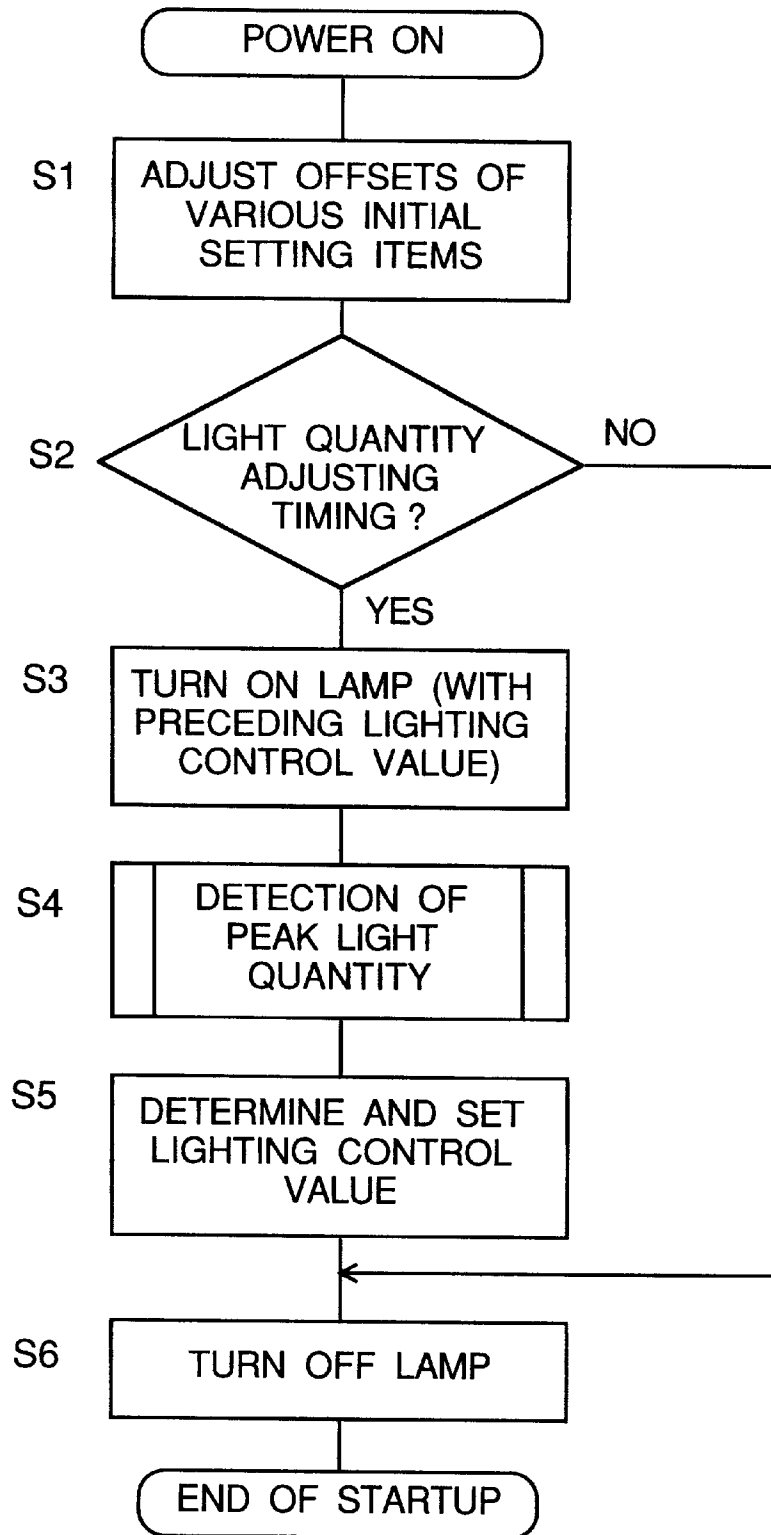 POWER ON
S1
ADJUST OFFSETS OF
VARIOUS INITIAL
SETTING ITEMS
S2
LIGHT QUANTITY
ADJUSTING
TIMING ?
NO
YES
S3
TURN ON LAMP (WITH
PRECEDING LIGHTING
CONTROL VALUE)
S4
DETECTION OF
PEAK LIGHT
QUANTITY
S5
DETERMINE AND SET
LIGHTING CONTROL
VALUE
S6
TURN OFF LAMP
END OF STARTUP